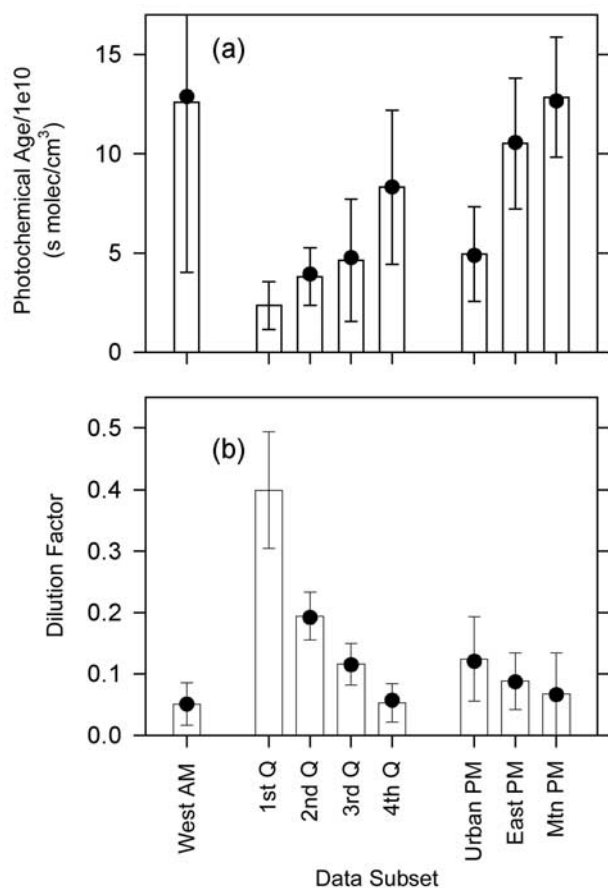 (a)
Photochemical Age/1e10
(s molec/cm³)
15
10
5
0
(b)
Dilution Factor
0.5
0.4
0.3
0.2
0.1
0.0
West AM
1st Q
2nd Q
3rd Q
4th Q
Urban PM
East PM
Mtn PM
Data Subset